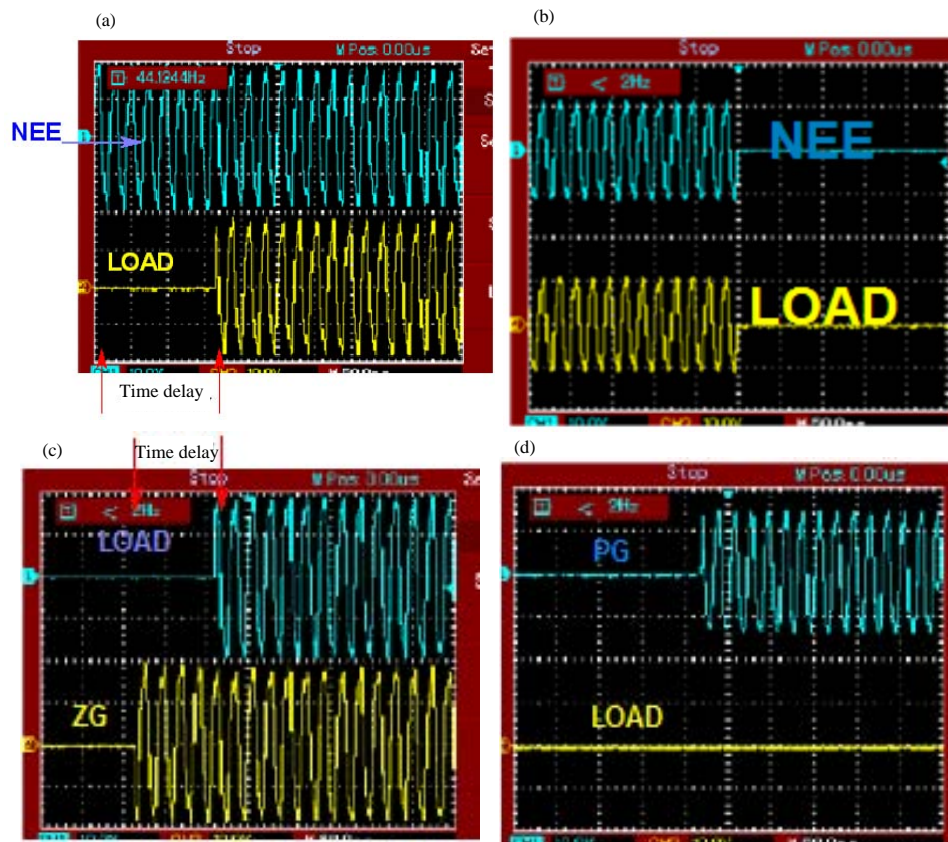 (a)
Stop M Pos: 0.00us
44.1244Hz
NEE
LOAD
Time delay
(b)
Stop M Pos: 0.00us
< 2Hz
NEE
LOAD
(c)
Time delay
Stop M Pos: 0.00us
< 2Hz
LOAD
ZG
(d)
Stop M Pos: 0.00us
< 2Hz
PG
LOAD